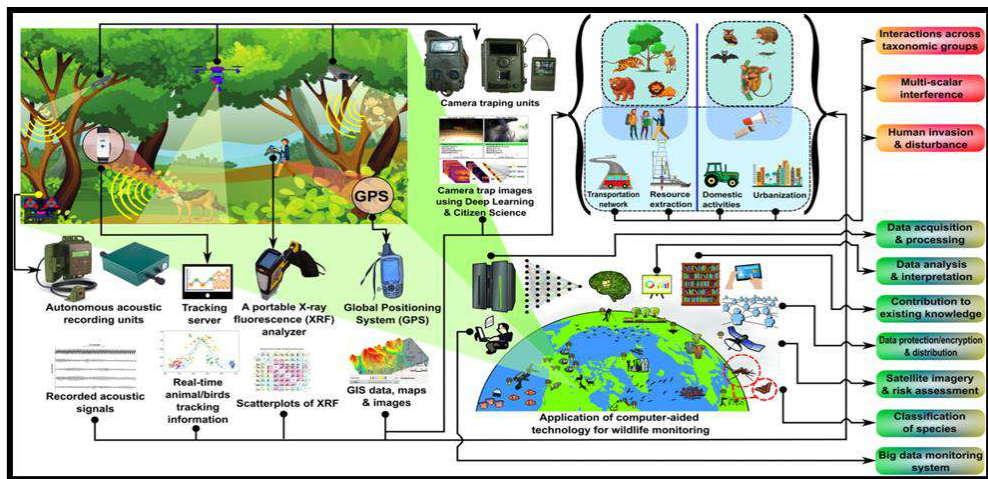 Camera traping units
Camera trap images
using Deep Learning
& Citizen Science
GPS
Autonomous acoustic
recording units
Tracking
server
A portable X-ray
fluorescence (XRF)
analyzer
Global Positioning
System (GPS)
Recorded acoustic
signals
Real-time
animal/birds
tracking
information
Scatterplots of XRF
GIS data, maps
& images
Transportation
network
Resource
extraction
Domestic
activities
Urbanization
Application of computer-aided
technology for wildlife monitoring
Interactions across
taxonomic groups
Multi-scalar
interference
Human invasion
& disturbance
Data acquisition
& processing
Data analysis
& interpretation
Contribution to
existing knowledge
Data protection/encryption
& distribution
Satellite imagery
& risk assessment
Classification
of species
Big data monitoring
system